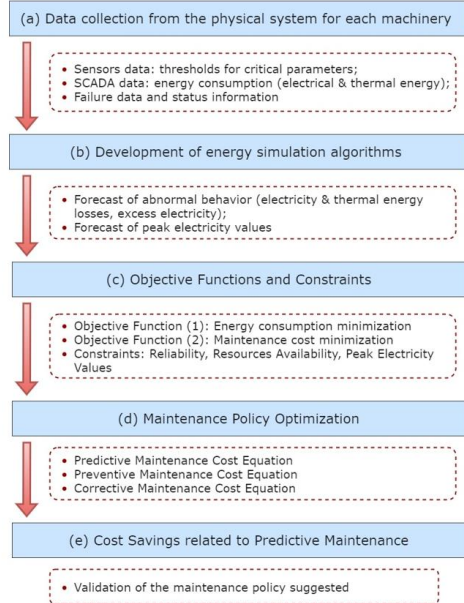 (a) Data collection from the physical system for each machinery
• Sensors data: thresholds for critical parameters;
• SCADA data: energy consumption (electrical & thermal energy);
• Failure data and status information
(b) Development of energy simulation algorithms
• Forecast of abnormal behavior (electricity & thermal energy
losses, excess electricity);
• Forecast of peak electricity values
(c) Objective Functions and Constraints
• Objective Function (1): Energy consumption minimization
• Objective Function (2): Maintenance cost minimization
• Constraints: Reliability, Resources Availability, Peak Electricity
Values
(d) Maintenance Policy Optimization
• Predictive Maintenance Cost Equation
• Preventive Maintenance Cost Equation
• Corrective Maintenance Cost Equation
(e) Cost Savings related to Predictive Maintenance
• Validation of the maintenance policy suggested